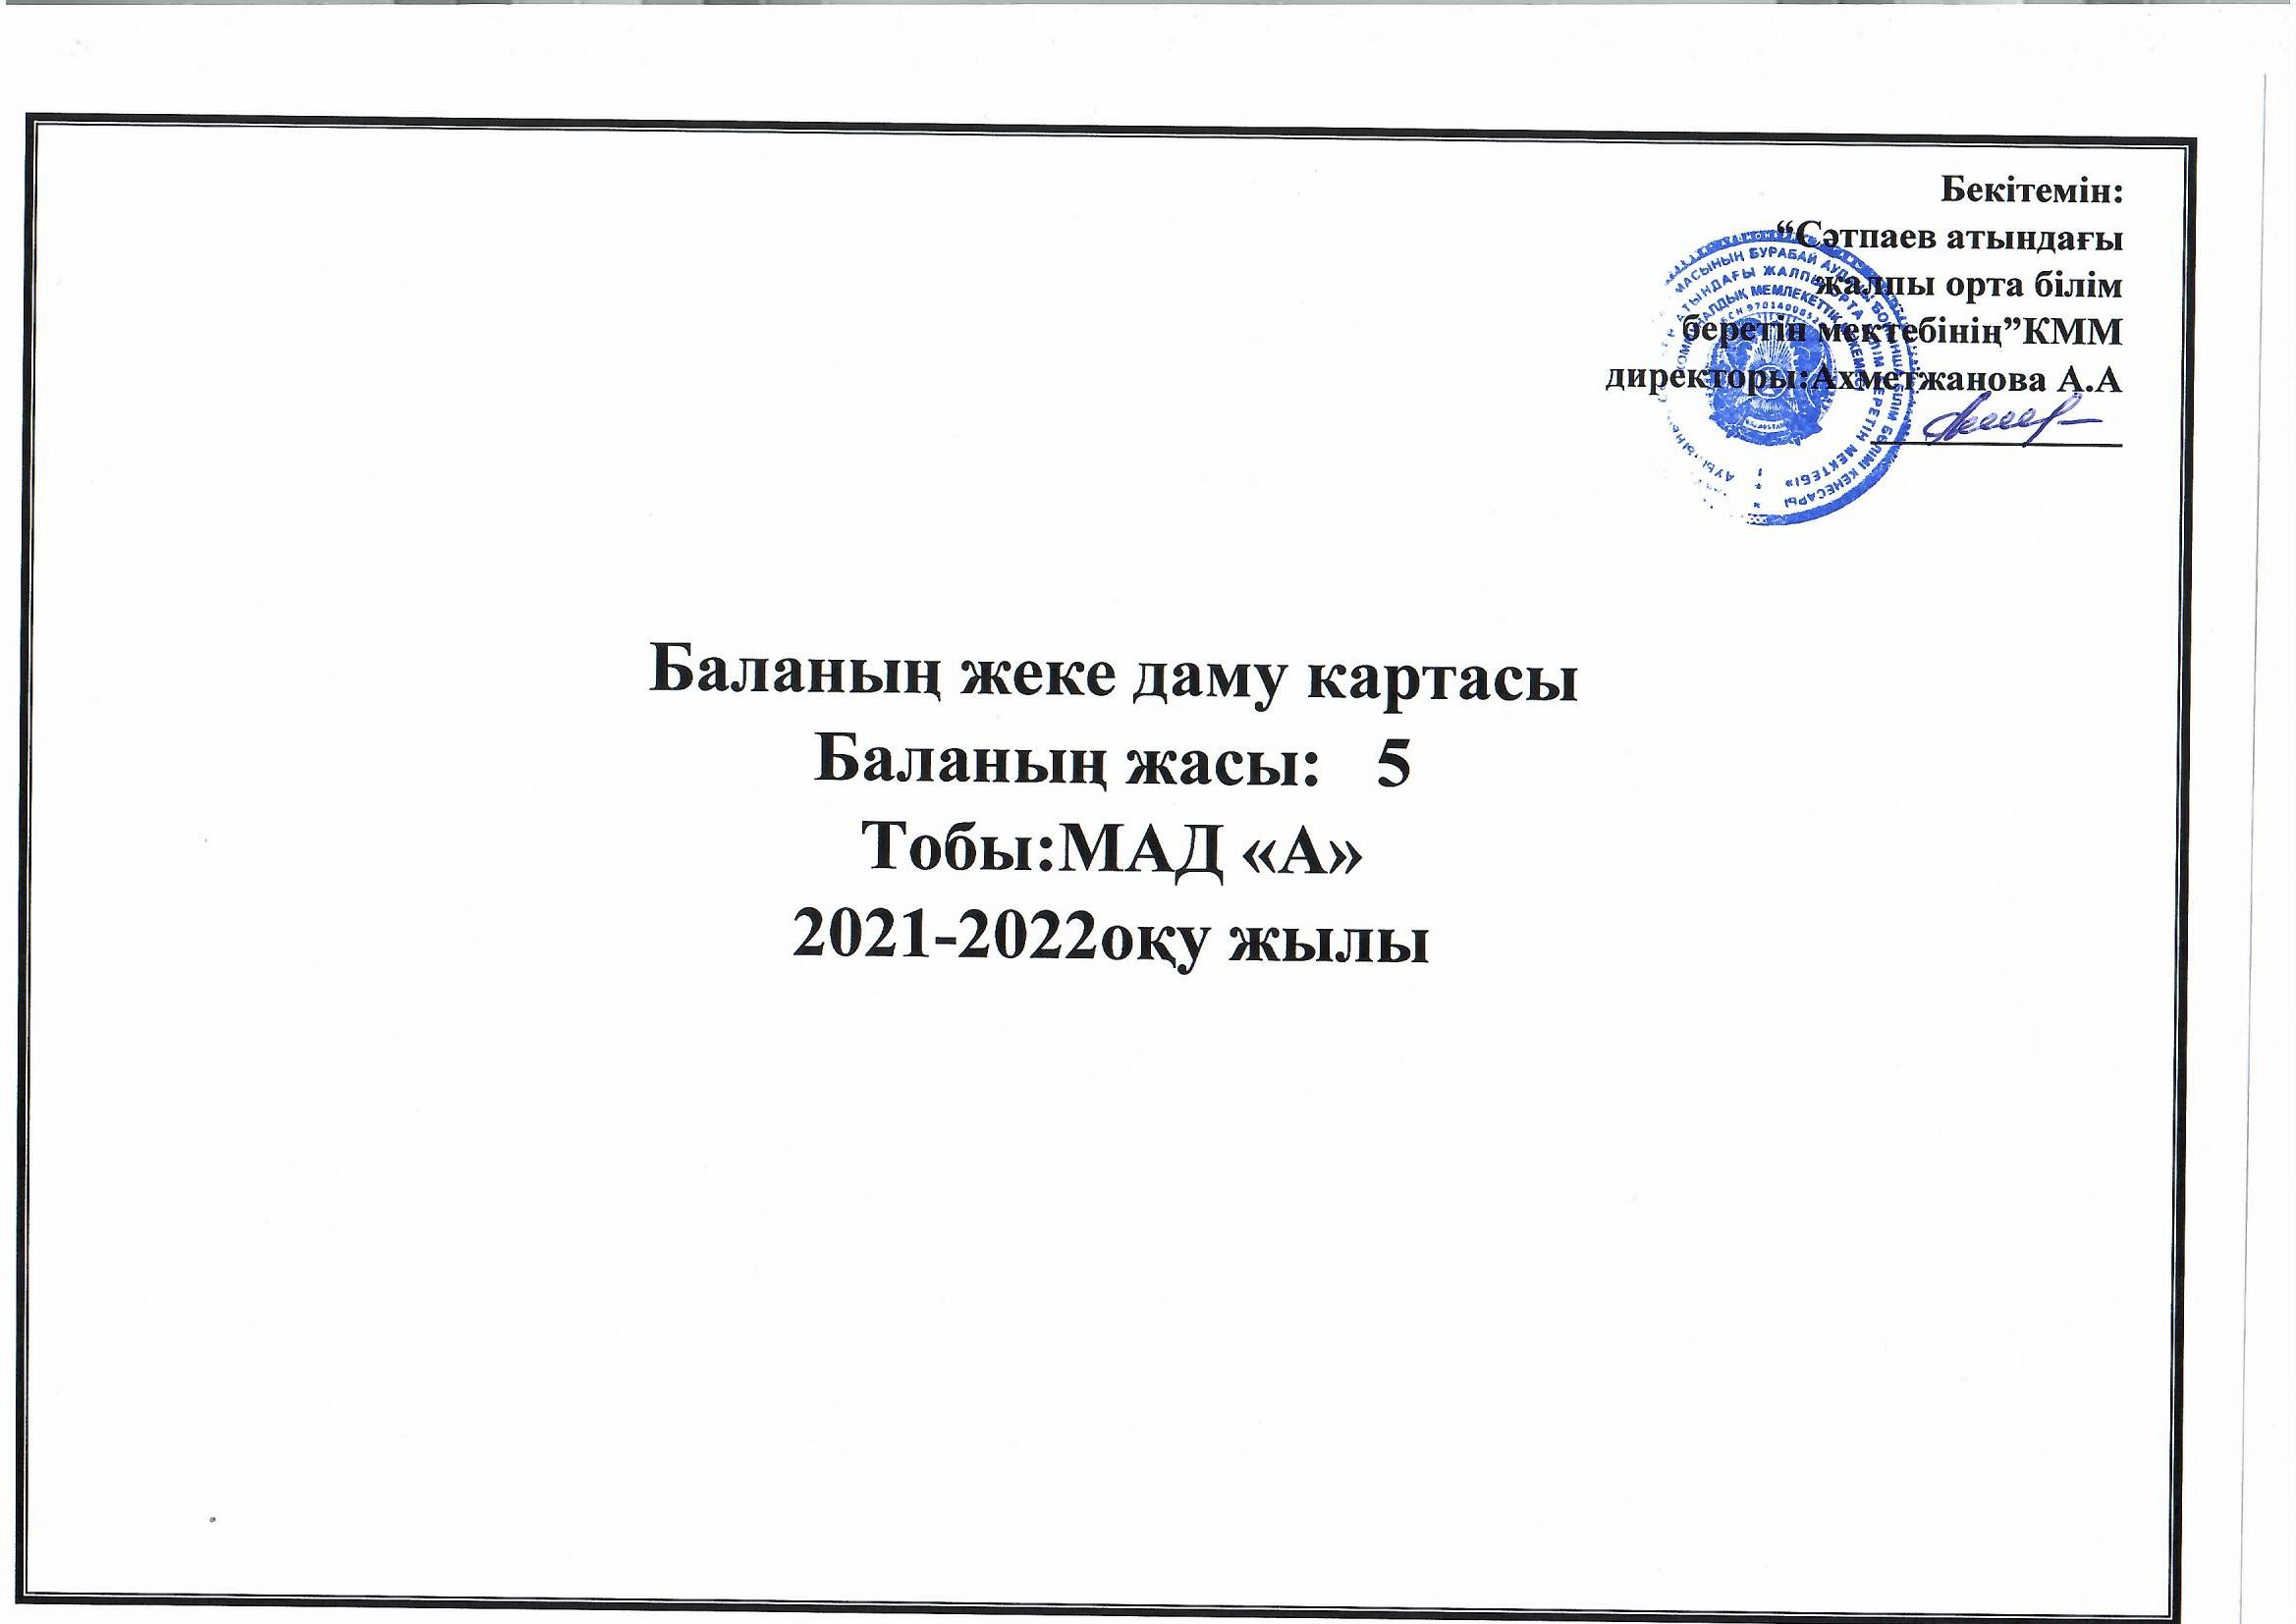 Бекітемін:
“Сәтпаев атындағы
жалпы орта білім
беретін мектебінің”КММ
директоры:Ахметжанова А.А
Баланың жеке даму картасы
Баланың жасы: 5
Тобы:МАД «А»
2021-2022оқу жылы